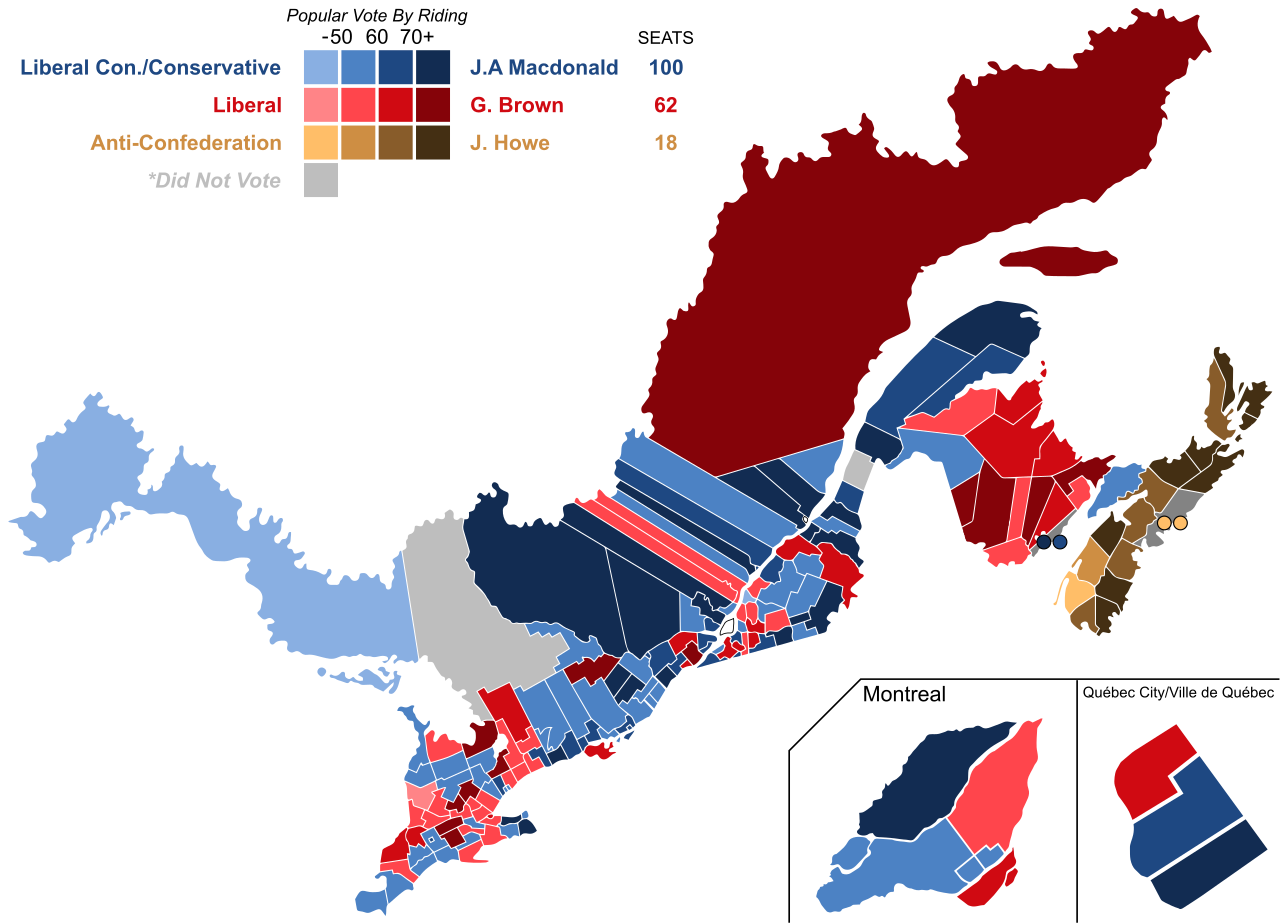 Popular Vote By Riding
-50 60 70+ SEATS
Liberal Con./Conservative J.A Macdonald 100
Liberal G. Brown 62
Anti-Confederation J. Howe 18
*Did Not Vote
Montreal
Québec City/Ville de Québec